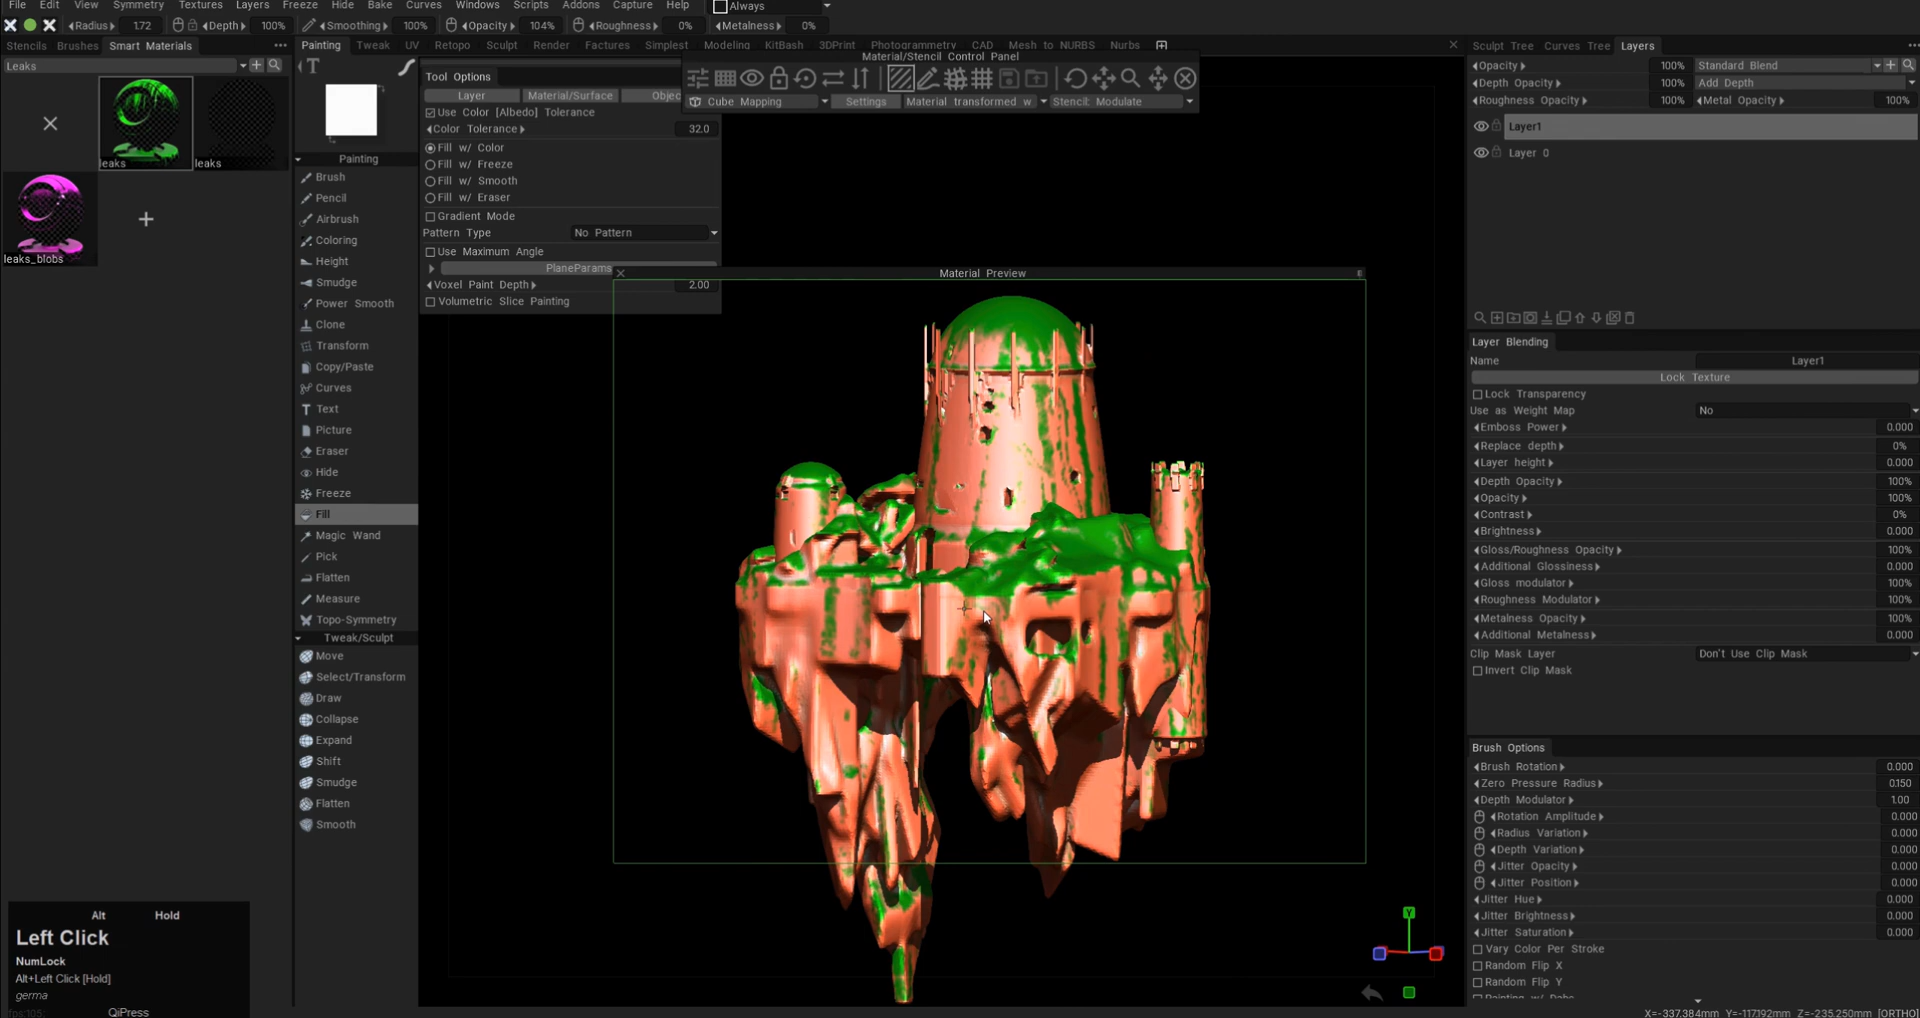 File Edit View Symmetry Textures Layers Freeze Hide Bake Curves Windows Scripts Addons Capture Help Always
Radius 1.72 Depth 100% Smoothing 100% Opacity 104% Roughness 0% Metalness 0%
Stencils Brushes Smart Materials
Leaks
leaks leaks
leaks_blobs
Painting Tweak UV Retopo Sculpt Render Factures Simplest Modeling KitBash 3DPrint Photogrammetry CAD Mesh to NURBS Nurbs
Painting
Brush
Pencil
Airbrush
Coloring
Height
Smudge
Power Smooth
Clone
Transform
Copy/Paste
Curves
Text
Picture
Eraser
Hide
Freeze
Fill
Magic Wand
Pick
Flatten
Measure
Topo-Symmetry
Tweak/Sculpt
Move
Select/Transform
Draw
Collapse
Expand
Shift
Smudge
Flatten
Smooth
Tool Options
Layer Material/Surface Objec
Use Color [Albedo] Tolerance
Color Tolerance 32.0
Fill w/ Color
Fill w/ Freeze
Fill w/ Smooth
Fill w/ Eraser
Gradient Mode
Pattern Type No Pattern
Use Maximum Angle
PlaneParams
Voxel Paint Depth 2.00
Volumetric Slice Painting
Material/Stencil Control Panel
Cube Mapping Settings Material transformed w Stencil: Modulate
Material Preview
Y
Sculpt Tree Curves Tree Layers
Opacity 100% Standard Blend
Depth Opacity 100% Add Depth
Roughness Opacity 100% Metal Opacity 100%
Layer1
Layer 0
Layer Blending
Name Layer1
Lock Texture
Lock Transparency
Use as Weight Map No
Emboss Power 0.000
Replace depth 0%
Layer height 0.000
Depth Opacity 100%
Opacity 100%
Contrast 0%
Brightness 0.000
Gloss/Roughness Opacity 100%
Additional Glossiness 0.000
Gloss modulator 100%
Roughness Modulator 100%
Metalness Opacity 100%
Additional Metalness 0.000
Clip Mask Layer Don't Use Clip Mask
Invert Clip Mask
Brush Options
Brush Rotation 0.000
Zero Pressure Radius 0.150
Depth Modulator 1.00
Rotation Amplitude 0.000
Radius Variation 0.000
Depth Variation 0.000
Jitter Opacity 0.000
Jitter Position 0.000
Jitter Hue 0.000
Jitter Brightness 0.000
Jitter Saturation 0.000
Vary Color Per Stroke
Random Flip X
Random Flip Y
Alt Hold
Left Click
NumLock
Alt+Left Click [Hold]
germa
QiPress
fps:105;
X=-337.384mm Y=-117.192mm Z=-235.250mm [ORTHO]